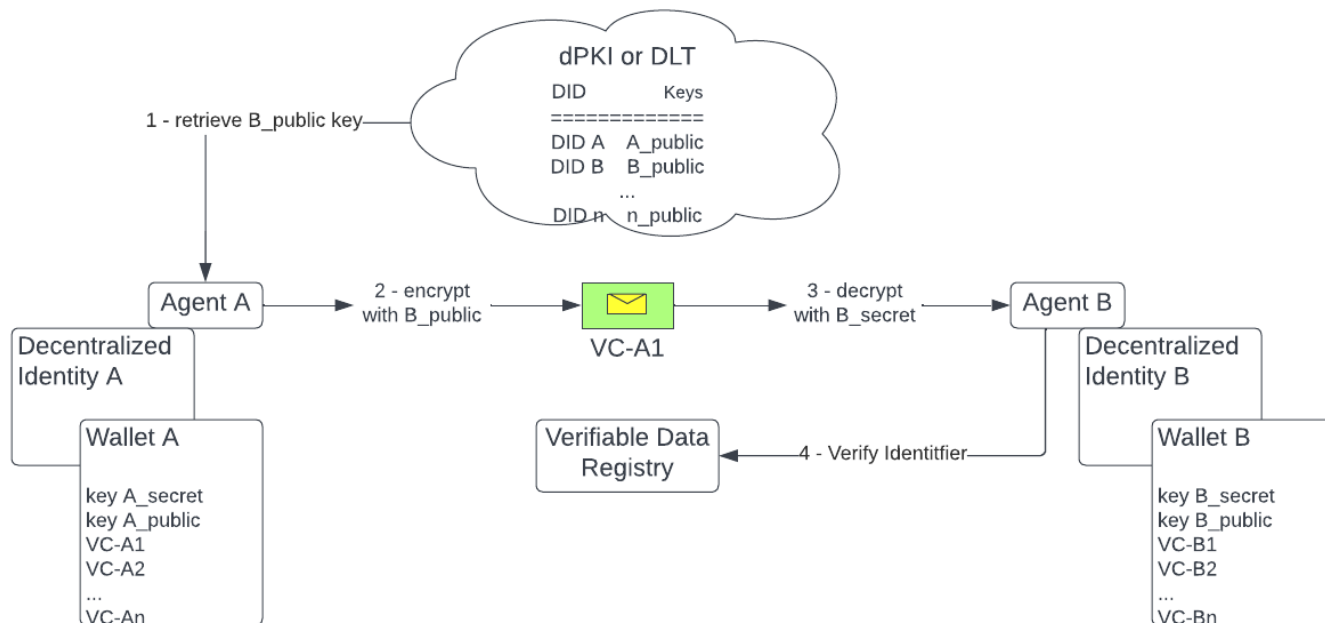 dPKI or DLT
DID Keys
=============
DID A A_public
DID B B_public
...
DID n n_public
1 - retrieve B_public key
Agent A
2 - encrypt
with B_public
VC-A1
3 - decrypt
with B_secret
Agent B
Decentralized
Identity A
Wallet A
key A_secret
key A_public
VC-A1
VC-A2
...
VC-An
Verifiable Data
Registry
4 - Verify Identitfier
Decentralized
Identity B
Wallet B
key B_secret
key B_public
VC-B1
VC-B2
...
VC-Bn